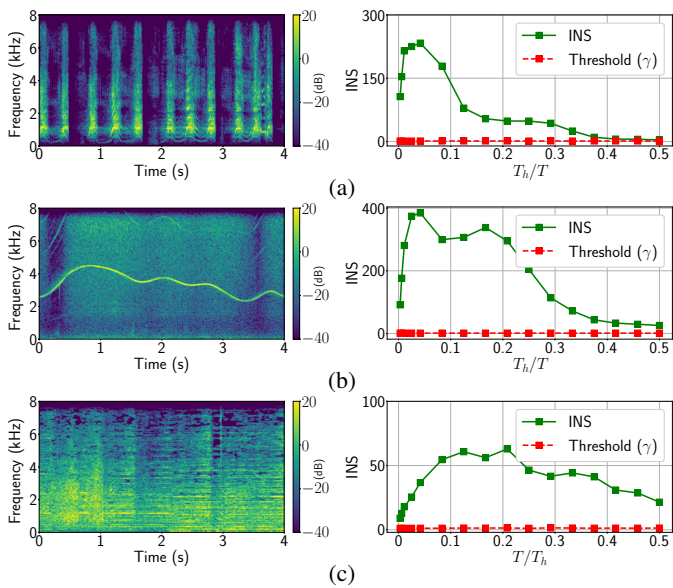 8
7
6
5
4
2
0
Frequency (kHz)
0 1 2 3 4
Time (s)
20
0
(dB)
−20
−40
300
150
0
INS
INS
Threshold (γ)
0 0.1 0.2 0.3 0.4 0.5
T_h/T
(a)
8
6
4
2
0
Frequency (kHz)
0 1 2 3 4
Time (s)
20
0
(dB)
−20
−40
400
200
0
INS
INS
Threshold (γ)
0 0.1 0.2 0.3 0.4 0.5
T_h/T
(b)
8
6
4
2
0
Frequency (kHz)
0 1 2 3 4
Time (s)
20
0
(dB)
−20
−40
100
50
0
INS
INS
Threshold (γ)
0 0.1 0.2 0.3 0.4 0.5
T/T_h
(c)